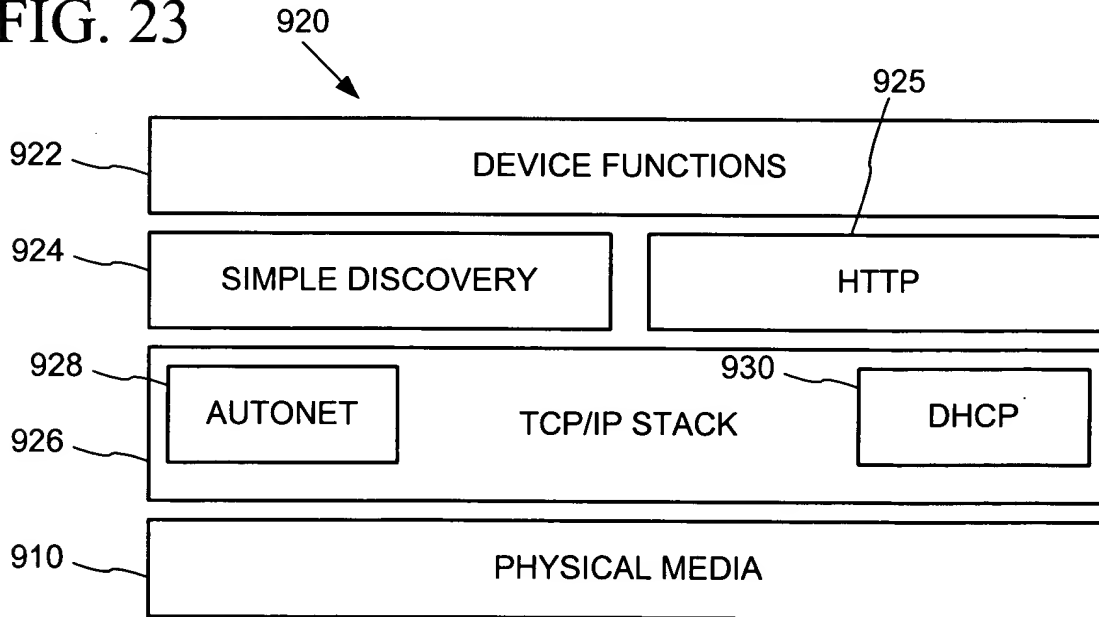 FIG. 23
920
925
922
DEVICE FUNCTIONS
924
SIMPLE DISCOVERY
HTTP
928
930
AUTONET
TCP/IP STACK
DHCP
926
910
PHYSICAL MEDIA